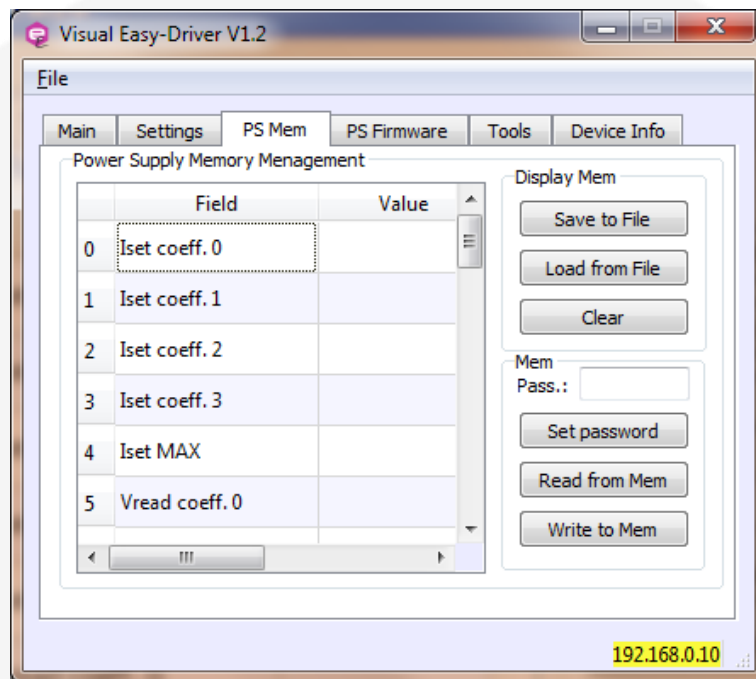 Visual Easy-Driver V1.2
File
Main Settings PS Mem PS Firmware Tools Device Info
Power Supply Memory Menagement
Field Value
0 Iset coeff. 0
1 Iset coeff. 1
2 Iset coeff. 2
3 Iset coeff. 3
4 Iset MAX
5 Vread coeff. 0
Display Mem
Save to File
Load from File
Clear
Mem
Pass.:
Set password
Read from Mem
Write to Mem
192.168.0.10